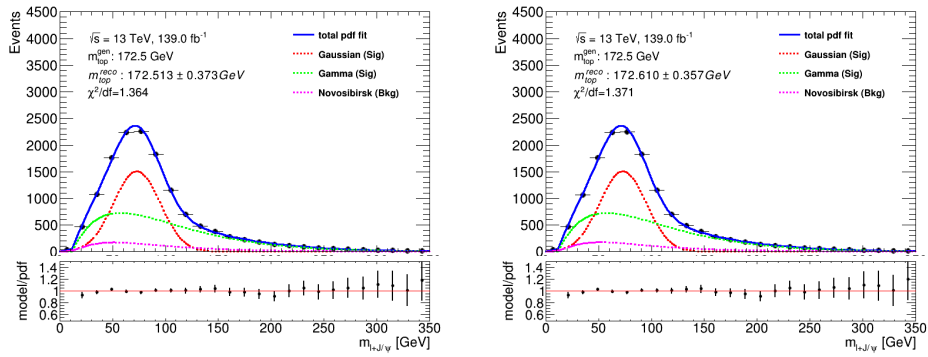 Events
4500
4000
3500
3000
2500
2000
1500
1000
500
0
√s = 13 TeV, 139.0 fb⁻¹
m_top^gen : 172.5 GeV
m_top^reco : 172.513 ± 0.373GeV
χ²/df=1.364
total pdf fit
Gaussian (Sig)
Gamma (Sig)
Novosibirsk (Bkg)
model/pdf
1.4
1.2
1
0.8
0.6
0 50 100 150 200 250 300 350
m_l+J/ψ [GeV]
Events
4500
4000
3500
3000
2500
2000
1500
1000
500
0
√s = 13 TeV, 139.0 fb⁻¹
m_top^gen : 172.5 GeV
m_top^reco : 172.610 ± 0.357GeV
χ²/df=1.371
total pdf fit
Gaussian (Sig)
Gamma (Sig)
Novosibirsk (Bkg)
model/pdf
1.4
1.2
1
0.8
0.6
0 50 100 150 200 250 300 350
m_l+J/ψ [GeV]